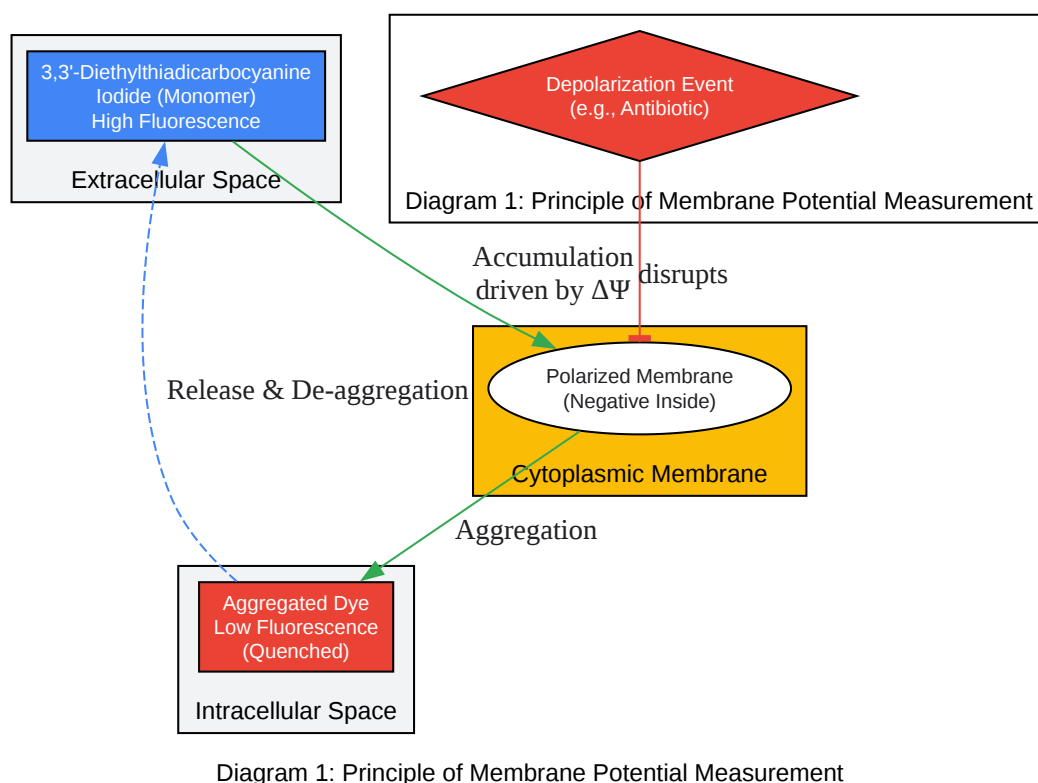 3,3'-Diethylthiadicarbocyanine
Iodide (Monomer)
High Fluorescence
Extracellular Space
Depolarization Event
(e.g., Antibiotic)
Diagram 1: Principle of Membrane Potential Measurement
Accumulation
driven by ΔΨ
disrupts
Release & De-aggregation
Polarized Membrane
(Negative Inside)
Cytoplasmic Membrane
Aggregation
Aggregated Dye
Low Fluorescence
(Quenched)
Intracellular Space
Diagram 1: Principle of Membrane Potential Measurement